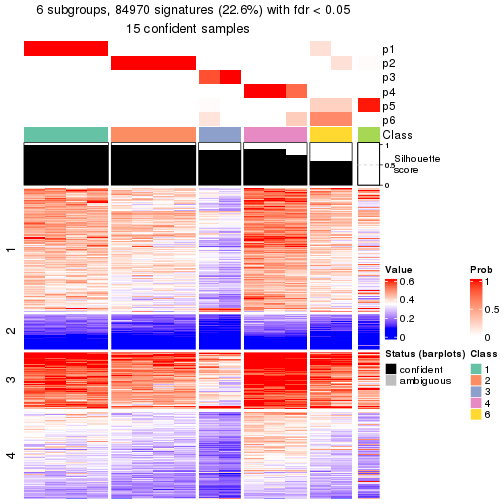 6 subgroups, 84970 signatures (22.6%) with fdr < 0.05
15 confident samples
p1
p2
p3
p4
p5
p6
Class
1
0.5
0
Silhouette
score
1
2
3
4
Value
0.6
0.4
0.2
0
Prob
1
0.5
0
Status (barplots)
confident
ambiguous
Class
1
2
3
4
6